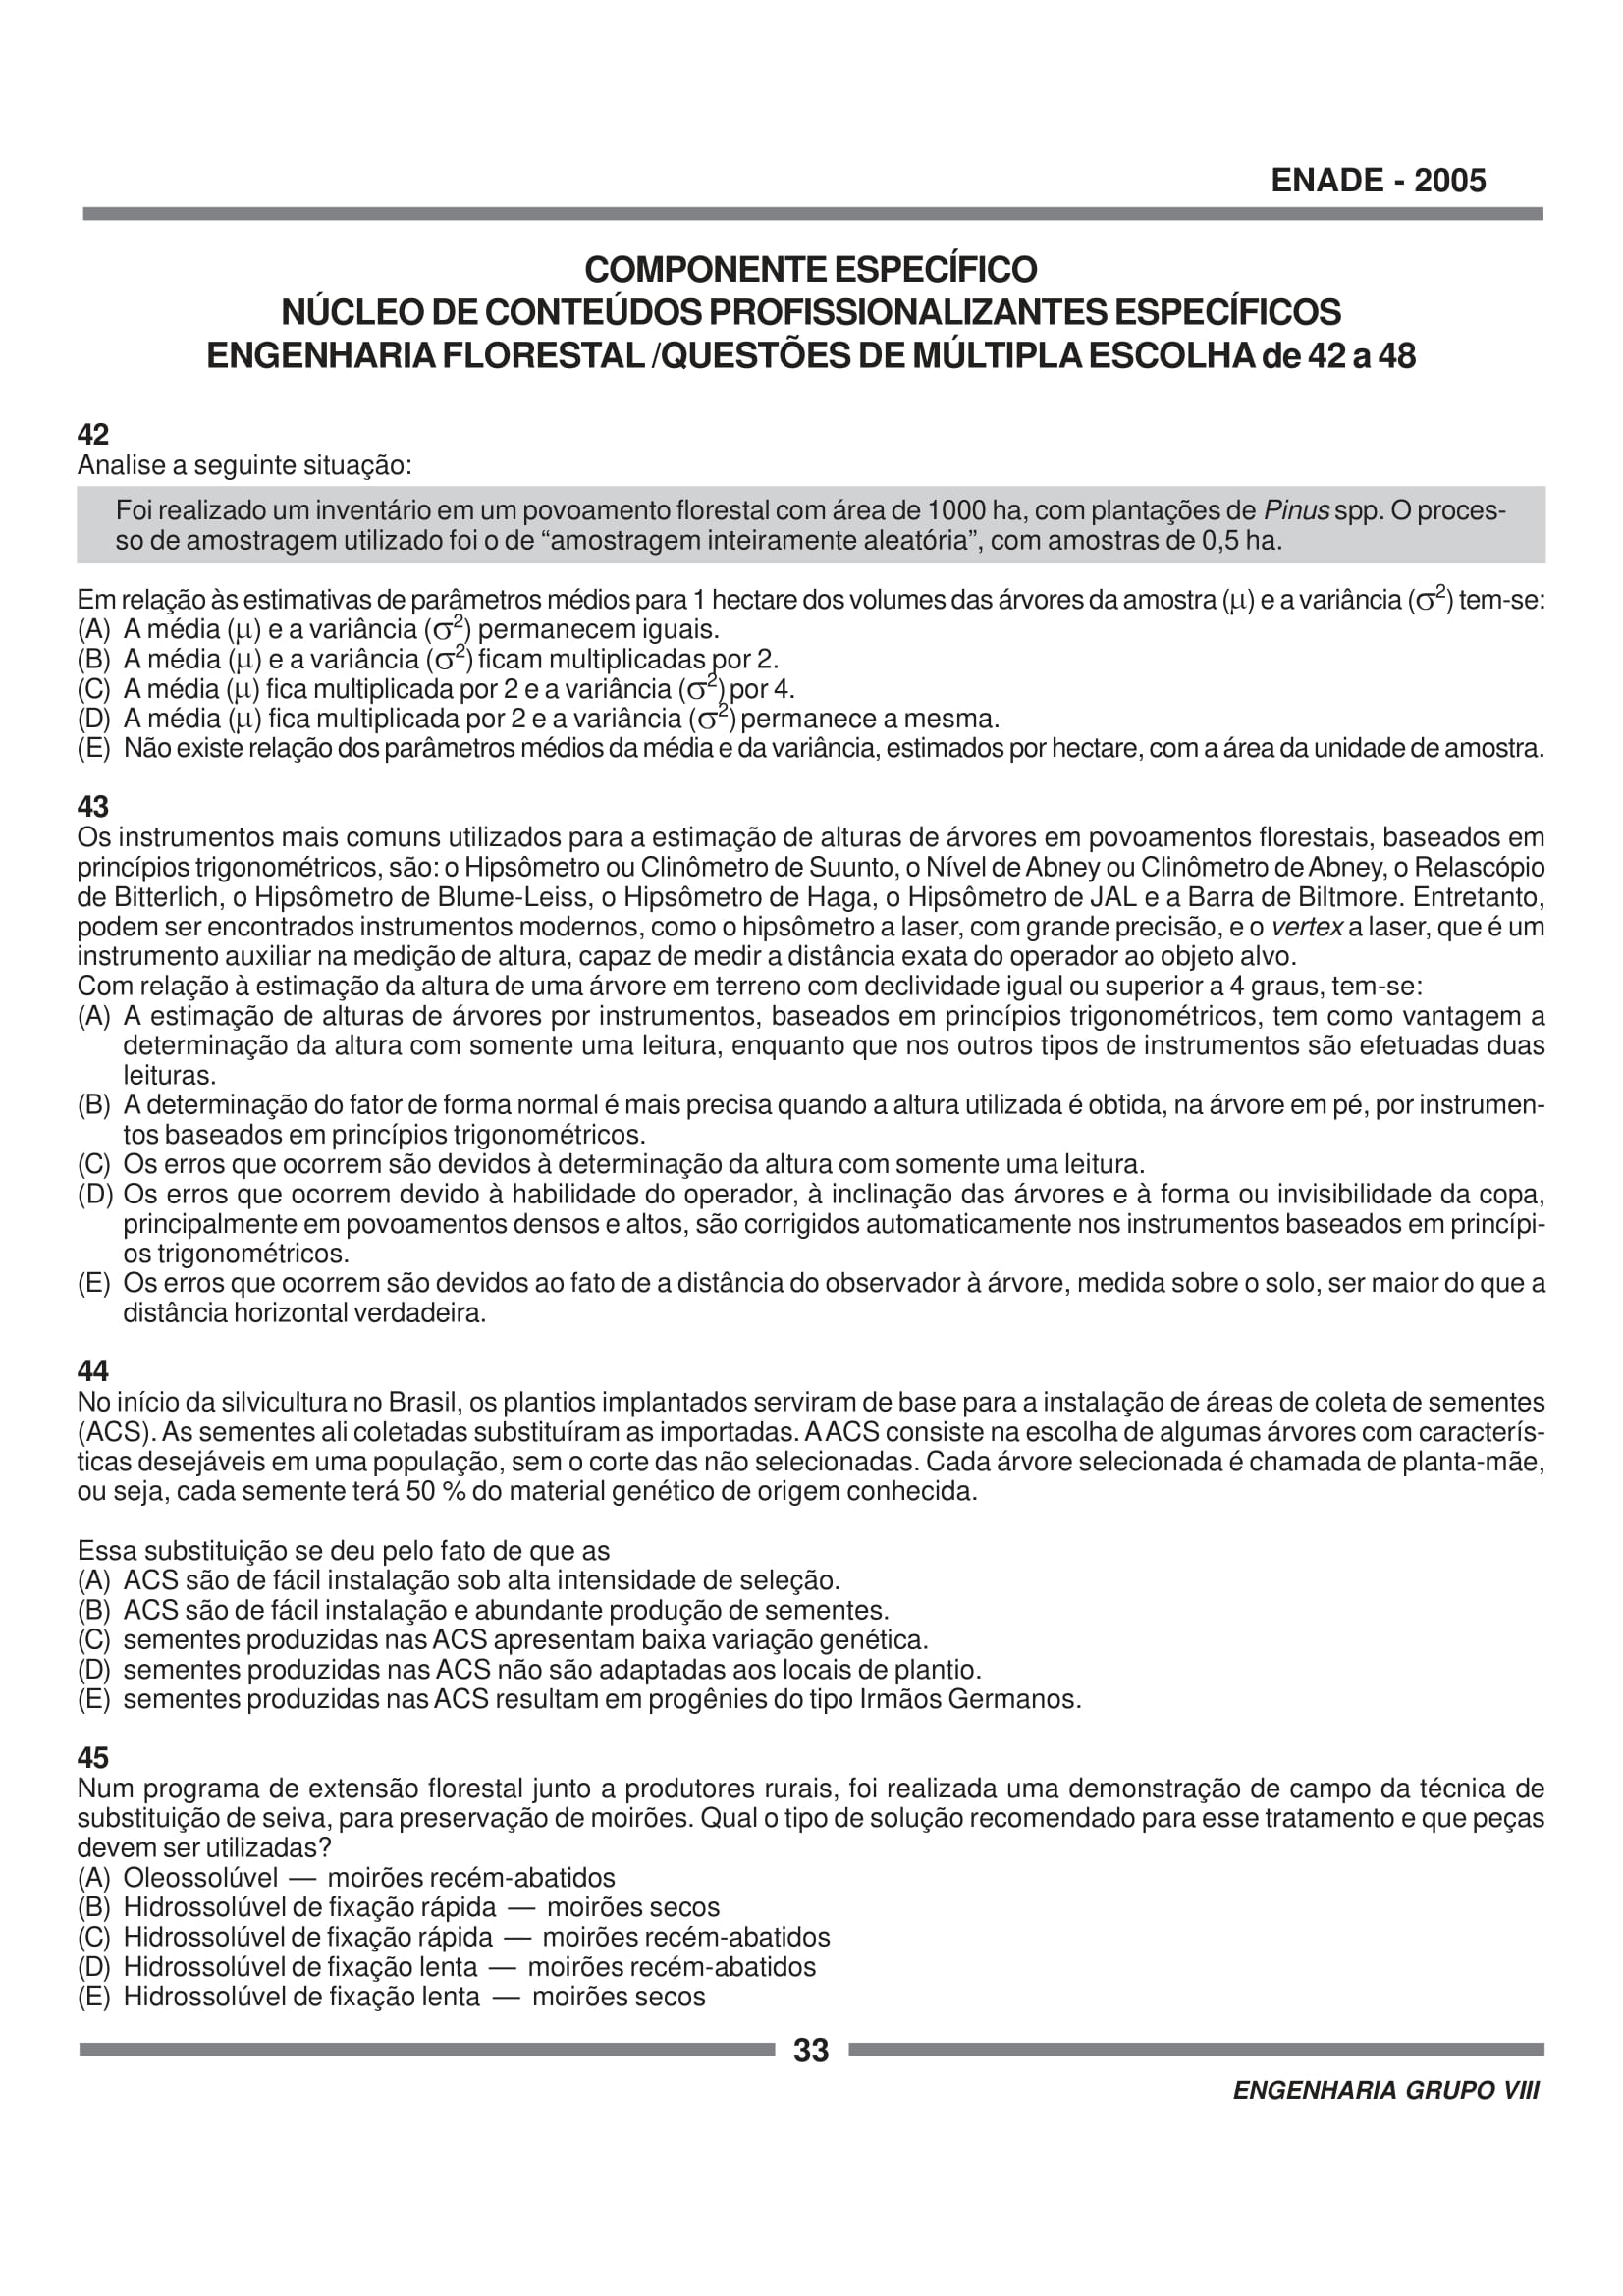 ENADE - 2005
COMPONENTE ESPECÍFICO
NÚCLEO DE CONTEÚDOS PROFISSIONALIZANTES ESPECÍFICOS
ENGENHARIA FLORESTAL /QUESTÕES DE MÚLTIPLA ESCOLHA de 42 a 48
42
Analise a seguinte situação:
Foi realizado um inventário em um povoamento florestal com área de 1000 ha, com plantações de Pinus spp. O proces-
so de amostragem utilizado foi o de “amostragem inteiramente aleatória”, com amostras de 0,5 ha.
Em relação às estimativas de parâmetros médios para 1 hectare dos volumes das árvores da amostra (μ) e a variância (σ²) tem-se:
(A) A média (μ) e a variância (σ²) permanecem iguais.
(B) A média (μ) e a variância (σ²) ficam multiplicadas por 2.
(C) A média (μ) fica multiplicada por 2 e a variância (σ²) por 4.
(D) A média (μ) fica multiplicada por 2 e a variância (σ²) permanece a mesma.
(E) Não existe relação dos parâmetros médios da média e da variância, estimados por hectare, com a área da unidade de amostra.
43
Os instrumentos mais comuns utilizados para a estimação de alturas de árvores em povoamentos florestais, baseados em
princípios trigonométricos, são: o Hipsômetro ou Clinômetro de Suunto, o Nível de Abney ou Clinômetro de Abney, o Relascópio
de Bitterlich, o Hipsômetro de Blume-Leiss, o Hipsômetro de Haga, o Hipsômetro de JAL e a Barra de Biltmore. Entretanto,
podem ser encontrados instrumentos modernos, como o hipsômetro a laser, com grande precisão, e o vertex a laser, que é um
instrumento auxiliar na medição de altura, capaz de medir a distância exata do operador ao objeto alvo.
Com relação à estimação da altura de uma árvore em terreno com declividade igual ou superior a 4 graus, tem-se:
(A) A estimação de alturas de árvores por instrumentos, baseados em princípios trigonométricos, tem como vantagem a
determinação da altura com somente uma leitura, enquanto que nos outros tipos de instrumentos são efetuadas duas
leituras.
(B) A determinação do fator de forma normal é mais precisa quando a altura utilizada é obtida, na árvore em pé, por instrumen-
tos baseados em princípios trigonométricos.
(C) Os erros que ocorrem são devidos à determinação da altura com somente uma leitura.
(D) Os erros que ocorrem devido à habilidade do operador, à inclinação das árvores e à forma ou invisibilidade da copa,
principalmente em povoamentos densos e altos, são corrigidos automaticamente nos instrumentos baseados em princípi-
os trigonométricos.
(E) Os erros que ocorrem são devidos ao fato de a distância do observador à árvore, medida sobre o solo, ser maior do que a
distância horizontal verdadeira.
44
No início da silvicultura no Brasil, os plantios implantados serviram de base para a instalação de áreas de coleta de sementes
(ACS). As sementes ali coletadas substituíram as importadas. A ACS consiste na escolha de algumas árvores com caracterís-
ticas desejáveis em uma população, sem o corte das não selecionadas. Cada árvore selecionada é chamada de planta-mãe,
ou seja, cada semente terá 50 % do material genético de origem conhecida.
Essa substituição se deu pelo fato de que as
(A) ACS são de fácil instalação sob alta intensidade de seleção.
(B) ACS são de fácil instalação e abundante produção de sementes.
(C) sementes produzidas nas ACS apresentam baixa variação genética.
(D) sementes produzidas nas ACS não são adaptadas aos locais de plantio.
(E) sementes produzidas nas ACS resultam em progênies do tipo Irmãos Germanos.
45
Num programa de extensão florestal junto a produtores rurais, foi realizada uma demonstração de campo da técnica de
substituição de seiva, para preservação de moirões. Qual o tipo de solução recomendado para esse tratamento e que peças
devem ser utilizadas?
(A) Oleossolúvel — moirões recém-abatidos
(B) Hidrossolúvel de fixação rápida — moirões secos
(C) Hidrossolúvel de fixação rápida — moirões recém-abatidos
(D) Hidrossolúvel de fixação lenta — moirões recém-abatidos
(E) Hidrossolúvel de fixação lenta — moirões secos
33
ENGENHARIA GRUPO VIII